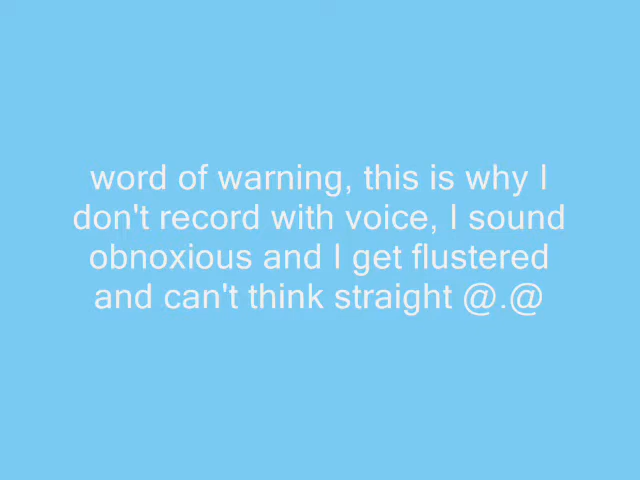 word of warning, this is why I
don't record with voice, I sound
obnoxious and I get flustered
and can't think straight @.@